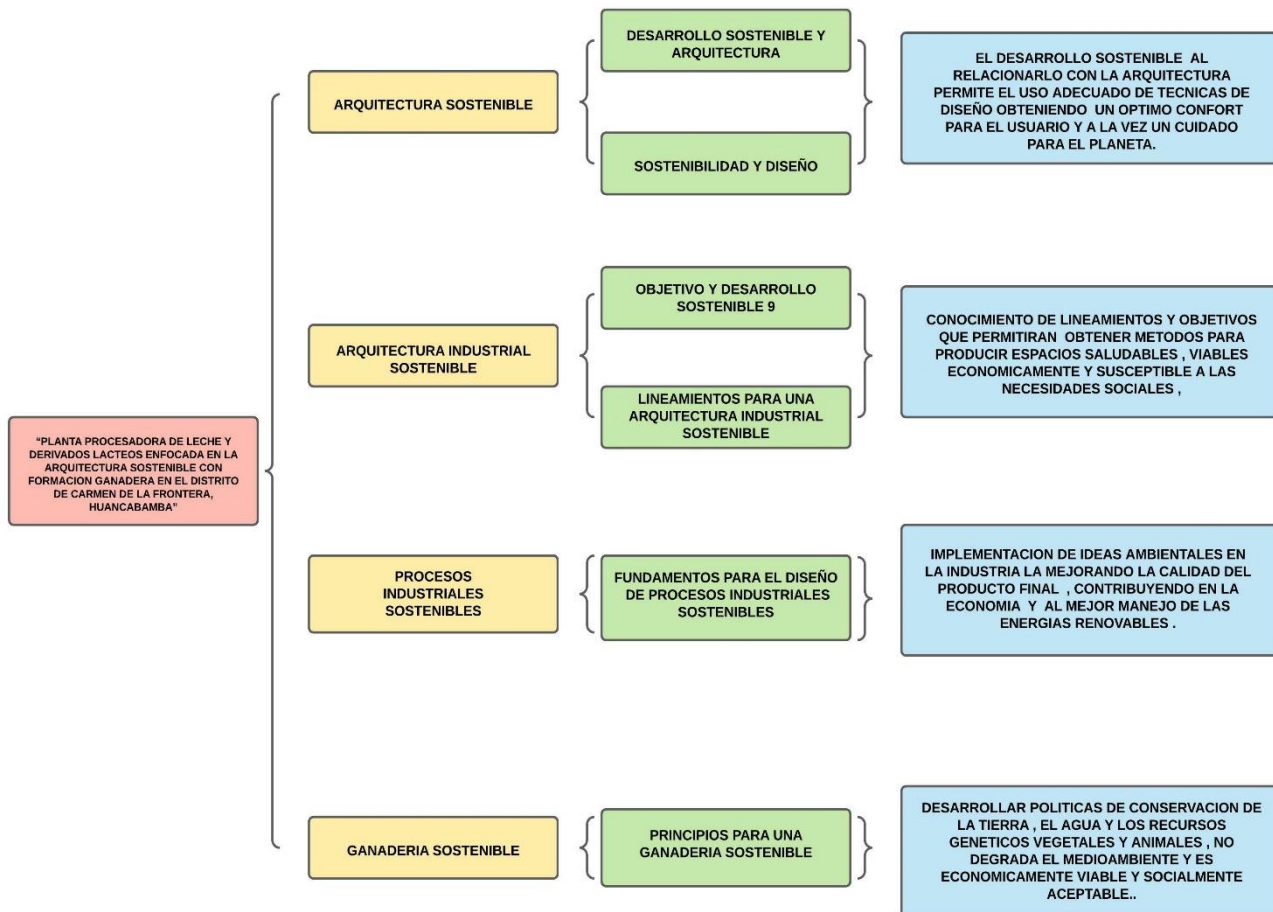 DESARROLLO SOSTENIBLE Y
ARQUITECTURA
EL DESARROLLO SOSTENIBLE AL
RELACIONARLO CON LA ARQUITECTURA
PERMITE EL USO ADECUADO DE TECNICAS DE
DISEÑO OBTENIENDO UN OPTIMO CONFORT
PARA EL USUARIO Y A LA VEZ UN CUIDADO
PARA EL PLANETA.
ARQUITECTURA SOSTENIBLE
SOSTENIBILIDAD Y DISEÑO
OBJETIVO Y DESARROLLO
SOSTENIBLE 9
CONOCIMIENTO DE LINEAMIENTOS Y OBJETIVOS
QUE PERMITIRAN OBTENER METODOS PARA
PRODUCIR ESPACIOS SALUDABLES , VIABLES
ECONOMICAMENTE Y SUSCEPTIBLE A LAS
NECESIDADES SOCIALES ,
ARQUITECTURA INDUSTRIAL
SOSTENIBLE
LINEAMIENTOS PARA UNA
ARQUITECTURA INDUSTRIAL
SOSTENIBLE
“PLANTA PROCESADORA DE LECHE Y
DERIVADOS LACTEOS ENFOCADA EN LA
ARQUITECTURA SOSTENIBLE CON
FORMACION GANADERA EN EL DISTRITO
DE CARMEN DE LA FRONTERA,
HUANCABAMBA”
PROCESOS
INDUSTRIALES
SOSTENIBLES
FUNDAMENTOS PARA EL DISEÑO
DE PROCESOS INDUSTRIALES
SOSTENIBLES
IMPLEMENTACION DE IDEAS AMBIENTALES EN
LA INDUSTRIA LA MEJORANDO LA CALIDAD DEL
PRODUCTO FINAL , CONTRIBUYENDO EN LA
ECONOMIA Y AL MEJOR MANEJO DE LAS
ENERGIAS RENOVABLES .
GANADERIA SOSTENIBLE
PRINCIPIOS PARA UNA
GANADERIA SOSTENIBLE
DESARROLLAR POLITICAS DE CONSERVACION DE
LA TIERRA , EL AGUA Y LOS RECURSOS
GENETICOS VEGETALES Y ANIMALES , NO
DEGRADA EL MEDIOAMBIENTE Y ES
ECONOMICAMENTE VIABLE Y SOCIALMENTE
ACEPTABLE..